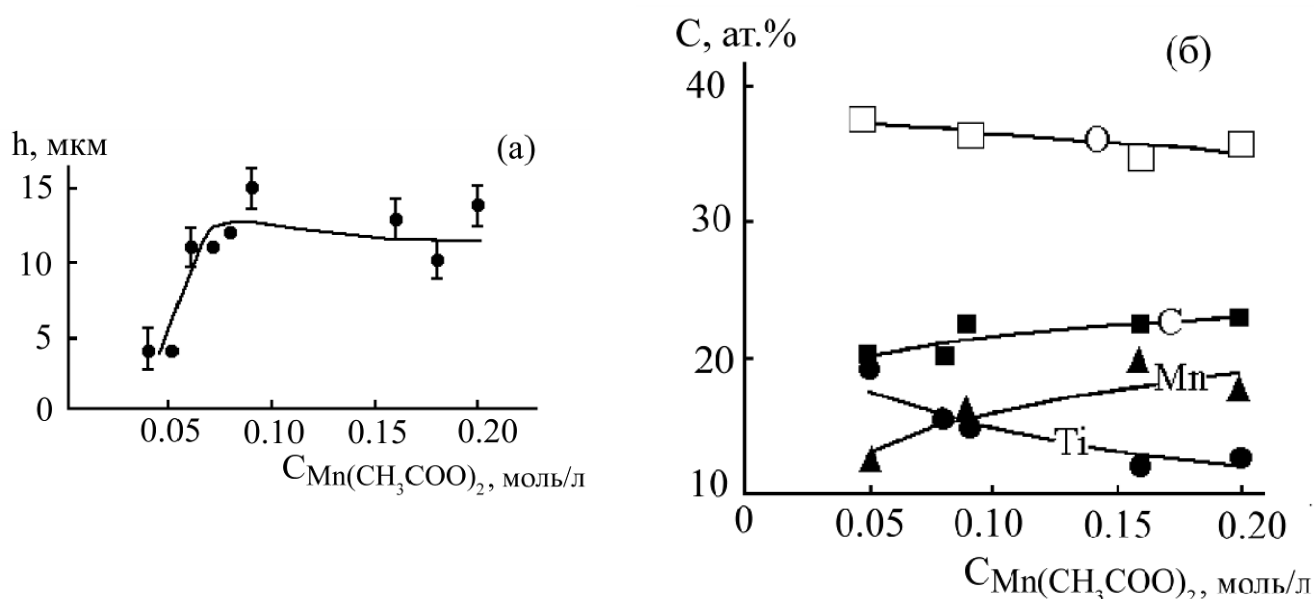 h, мкм
(а)
15
10
5
0
0.05 0.10 0.15 0.20
C Mn(CH3COO)2, моль/л
C, ат.%
(б)
40
30
20
10
O
C
Mn
Ti
0 0.05 0.10 0.15 0.20
C Mn(CH3COO)2, моль/л